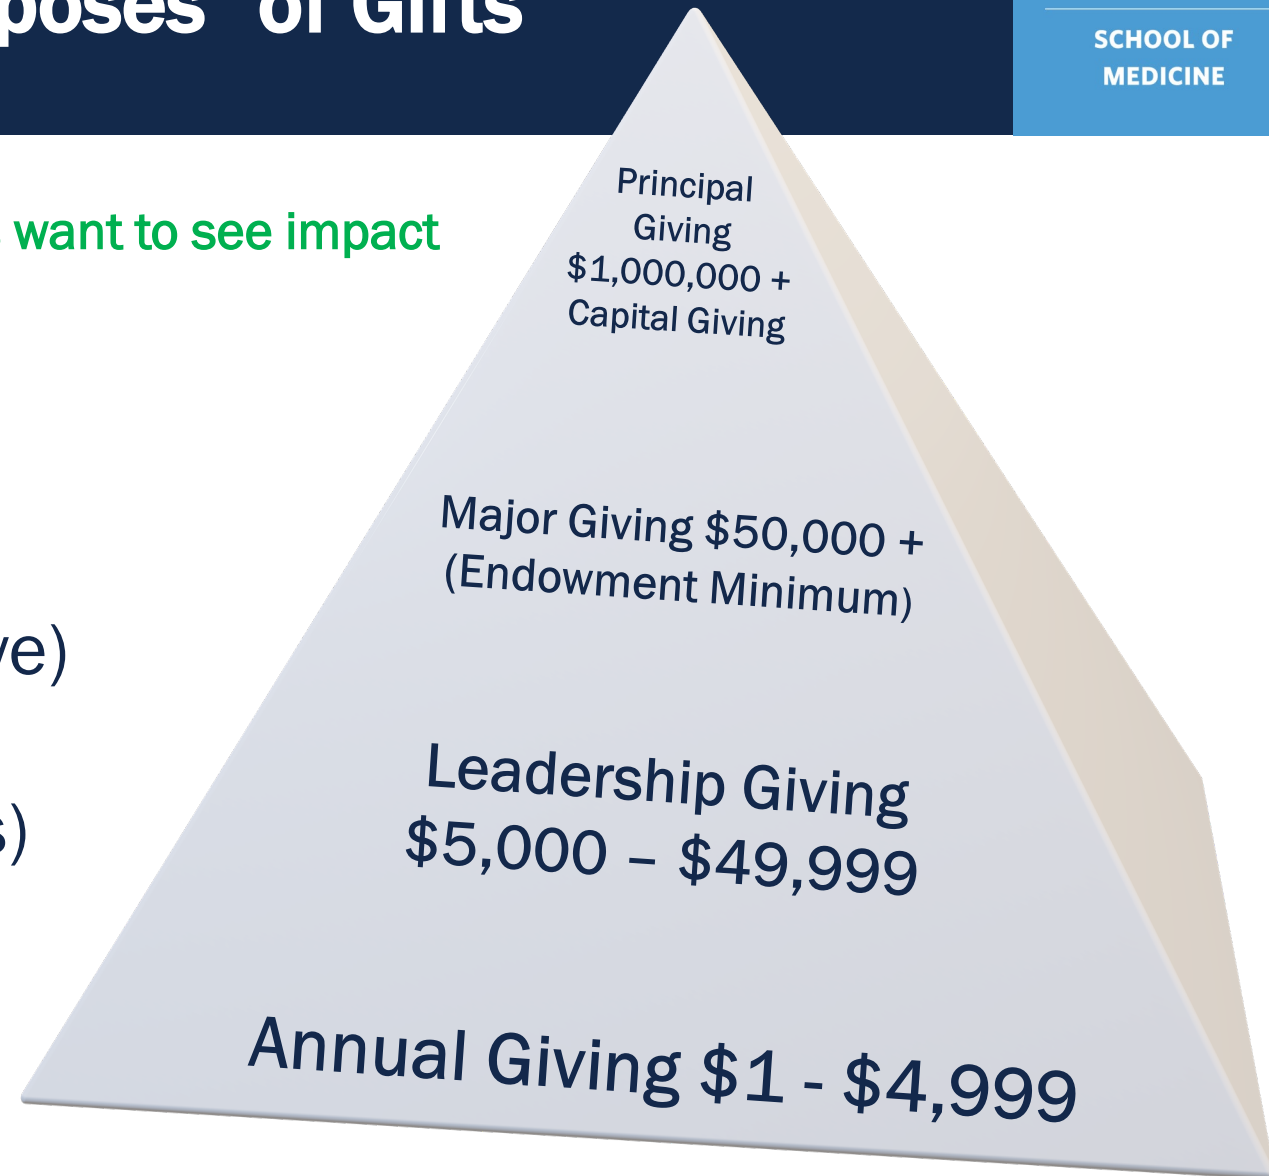 poses" of Gifts
SCHOOL OF
MEDICINE
want to see impact
Principal
Giving
$1,000,000 +
Capital Giving
Major Giving $50,000 +
(Endowment Minimum)
ve)
Leadership Giving
$5,000 – $49,999
s)
Annual Giving $1 - $4,999